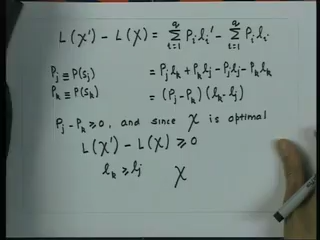 L(χ') - L(χ) = Σ_{i=1}^{q} P_i l_i' - Σ_{i=1}^{q} P_i l_i
P_j ≡ P(S_j) = P_j l_k + P_k l_j - P_j l_j - P_k l_k
P_k ≡ P(S_k) = (P_j - P_k) (l_k - l_j)
P_j - P_k ≥ 0, and since χ is optimal
L(χ') - L(χ) ≥ 0
l_k ≥ l_j χ